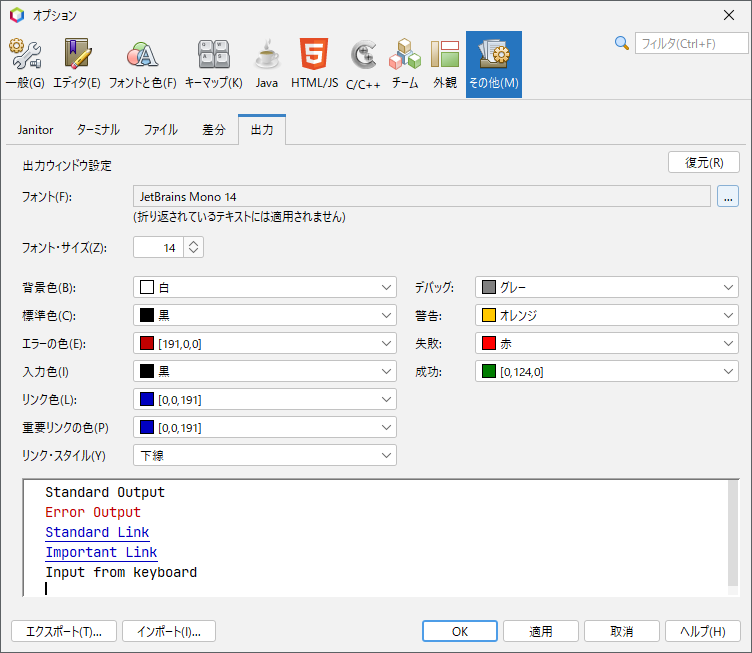 オプション
一般(G) エディタ(E) フォントと色(F) キーマップ(K) Java HTML/JS C/C++ チーム 外観 その他(M) フィルタ(Ctrl+F)
Janitor ターミナル ファイル 差分 出力
出力ウィンドウ設定 復元(R)
フォント(F): JetBrains Mono 14 ...
(折り返されているテキストには適用されません)
フォント・サイズ(Z): 14
背景色(B): 白 デバッグ: グレー
標準色(C): 黒 警告: オレンジ
エラーの色(E): [191,0,0] 失敗: 赤
入力色(I) 黒 成功: [0,124,0]
リンク色(L): [0,0,191]
重要リンクの色(P) [0,0,191]
リンク・スタイル(Y) 下線
Standard Output
Error Output
Standard Link
Important Link
Input from keyboard
エクスポート(T)... インポート(I)... OK 適用 取消 ヘルプ(H)